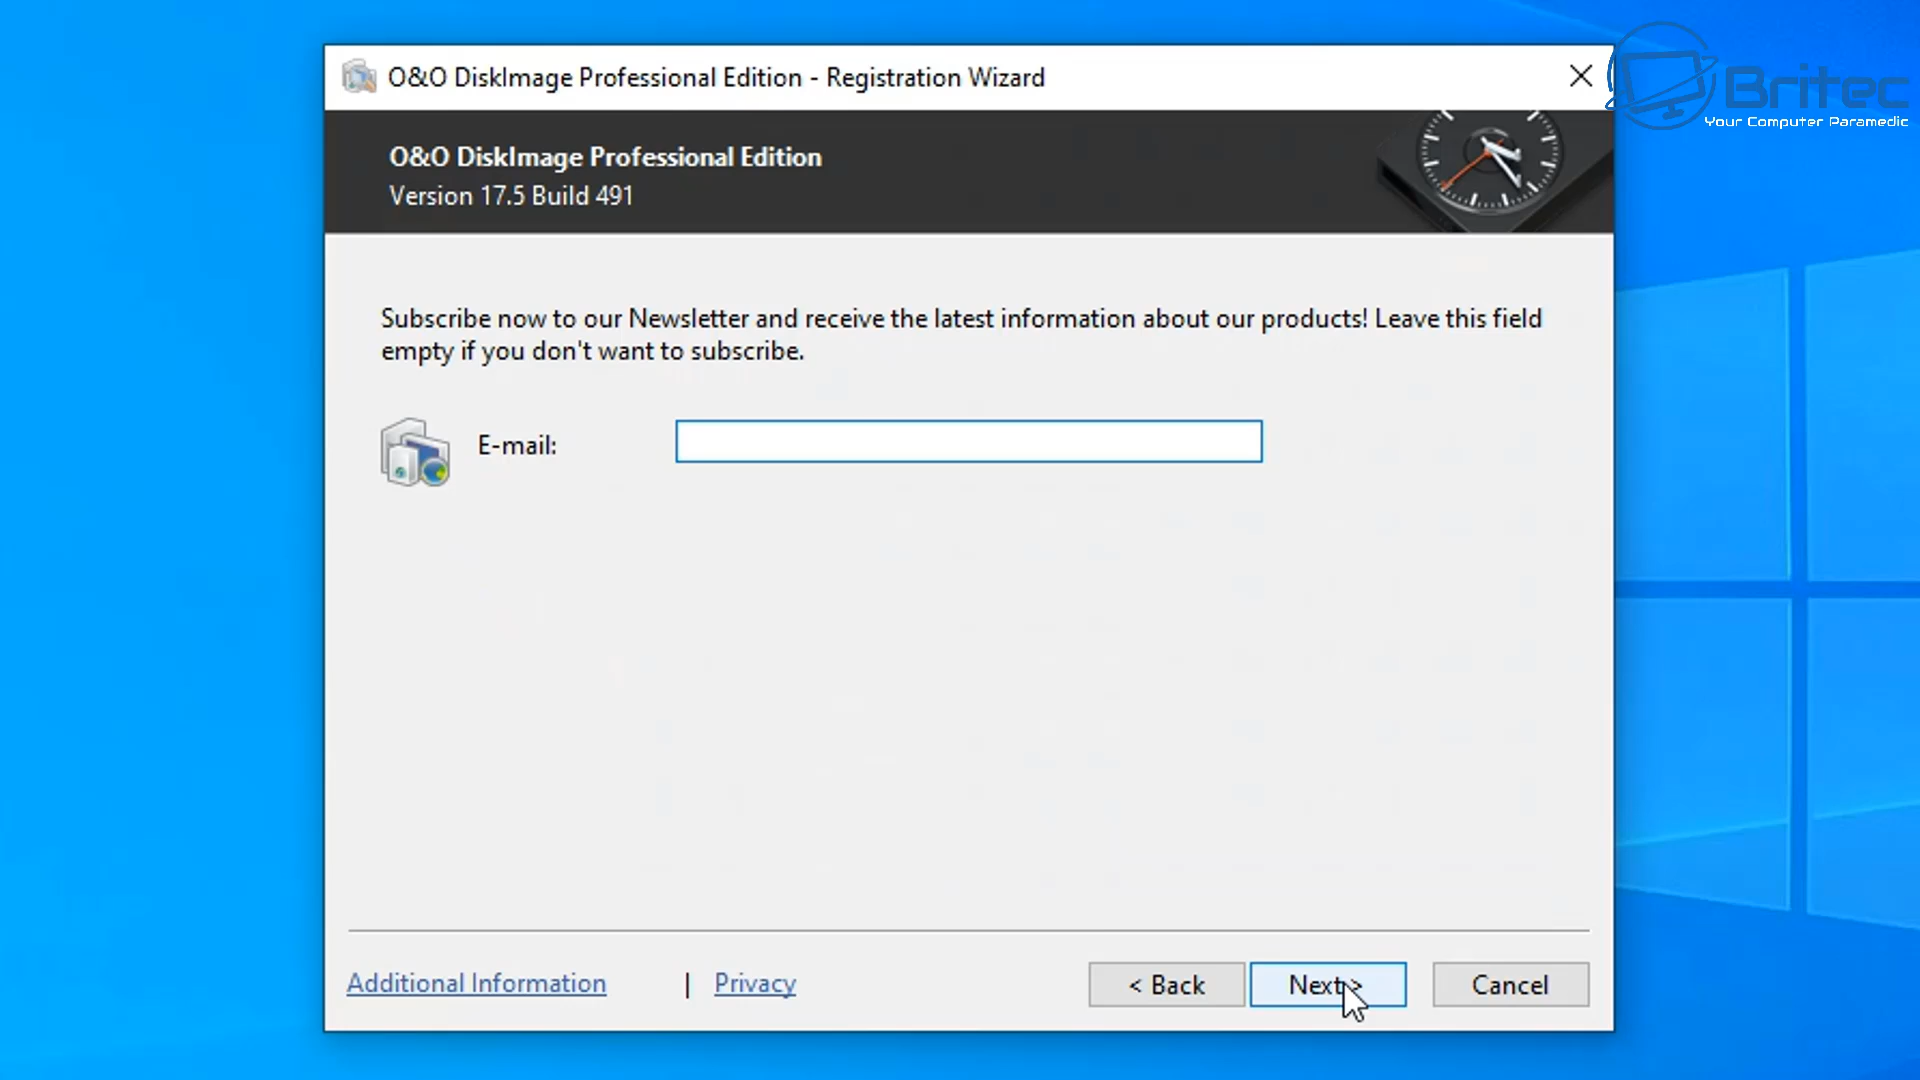 O&O DiskImage Professional Edition - Registration Wizard
Britec
Your Computer Paramedic
O&O DiskImage Professional Edition
Version 17.5 Build 491
Subscribe now to our Newsletter and receive the latest information about our products! Leave this field
empty if you don't want to subscribe.
E-mail:
Additional Information | Privacy
< Back
Next >
Cancel